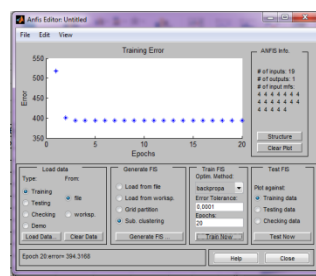 Anfis Editor: Untitled
File Edit View
Training Error
ANFIS Info.
550
500
450
400
350
Error
0 5 10 15 20
Epochs
# of inputs: 19
# of outputs: 1
# of input mfs:
4 4 4 4 4 4 4
4 4 4 4 4 4 4
4 4 4 4 4
Structure
Clear Plot
Load data
Type: From:
Training
Testing
Checking
Demo
file
worksp.
Load Data... Clear Data
Generate FIS
Load from file
Load from worksp.
Grid partition
Sub. clustering
Generate FIS ...
Train FIS
Optim. Method:
backpropa
Error Tolerance:
0,0001
Epochs:
20
Train Now
Test FIS
Plot against:
Training data
Testing data
Checking data
Test Now
Epoch 20:error= 394.3168
Help Close